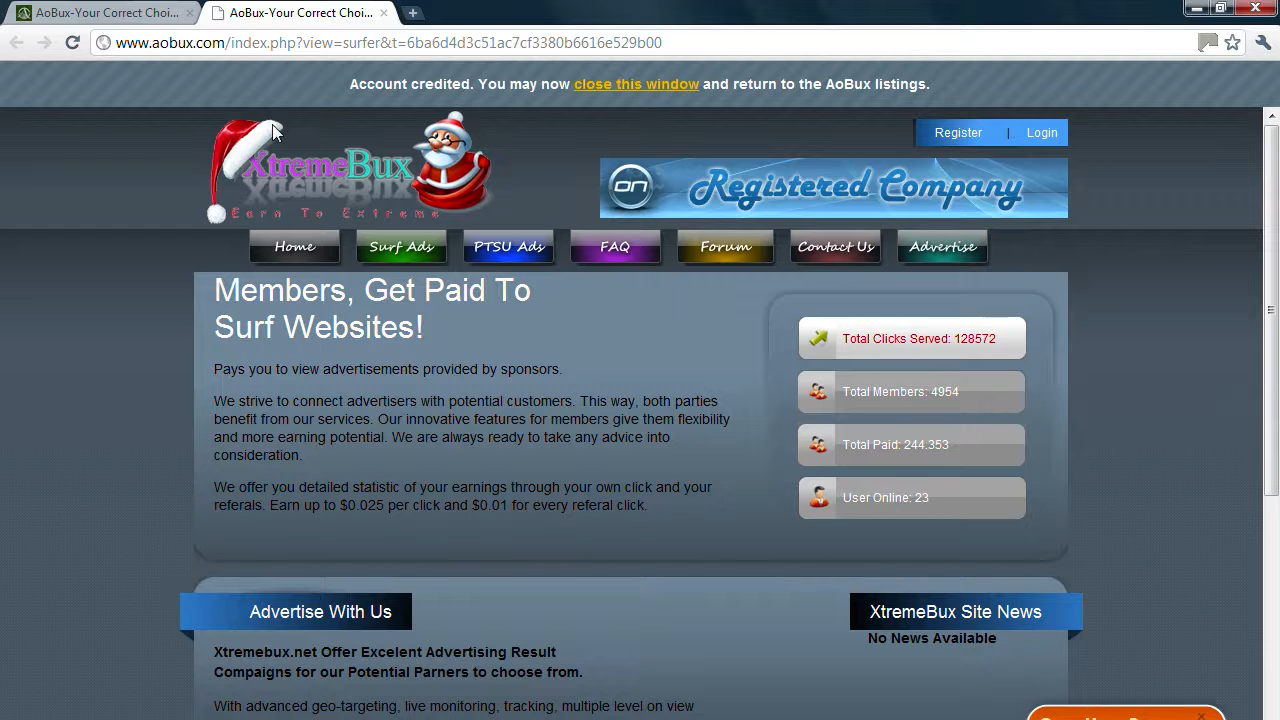 AoBux-Your Correct Choi...
AoBux-Your Correct Choi...
www.aobux.com/index.php?view=surfer&t=6ba6d4d3c51ac7cf3380b6616e529b00
Account credited. You may now close this window and return to the AoBux listings.
XtremeBux
Earn To Extreme
Register | Login
on Registered Company
Home
Surf Ads
PTSU Ads
FAQ
Forum
Contact Us
Advertise
Members, Get Paid To
Surf Websites!
Pays you to view advertisements provided by sponsors.
We strive to connect advertisers with potential customers. This way, both parties
benefit from our services. Our innovative features for members give them flexibility
and more earning potential. We are always ready to take any advice into
consideration.
We offer you detailed statistic of your earnings through your own click and your
referals. Earn up to $0.025 per click and $0.01 for every referal click.
Total Clicks Served: 128572
Total Members: 4954
Total Paid: 244.353
User Online: 23
Advertise With Us
Xtremebux.net Offer Excelent Advertising Result
Compaigns for our Potential Parners to choose from.
With advanced geo-targeting, live monitoring, tracking, multiple level on view
XtremeBux Site News
No News Available